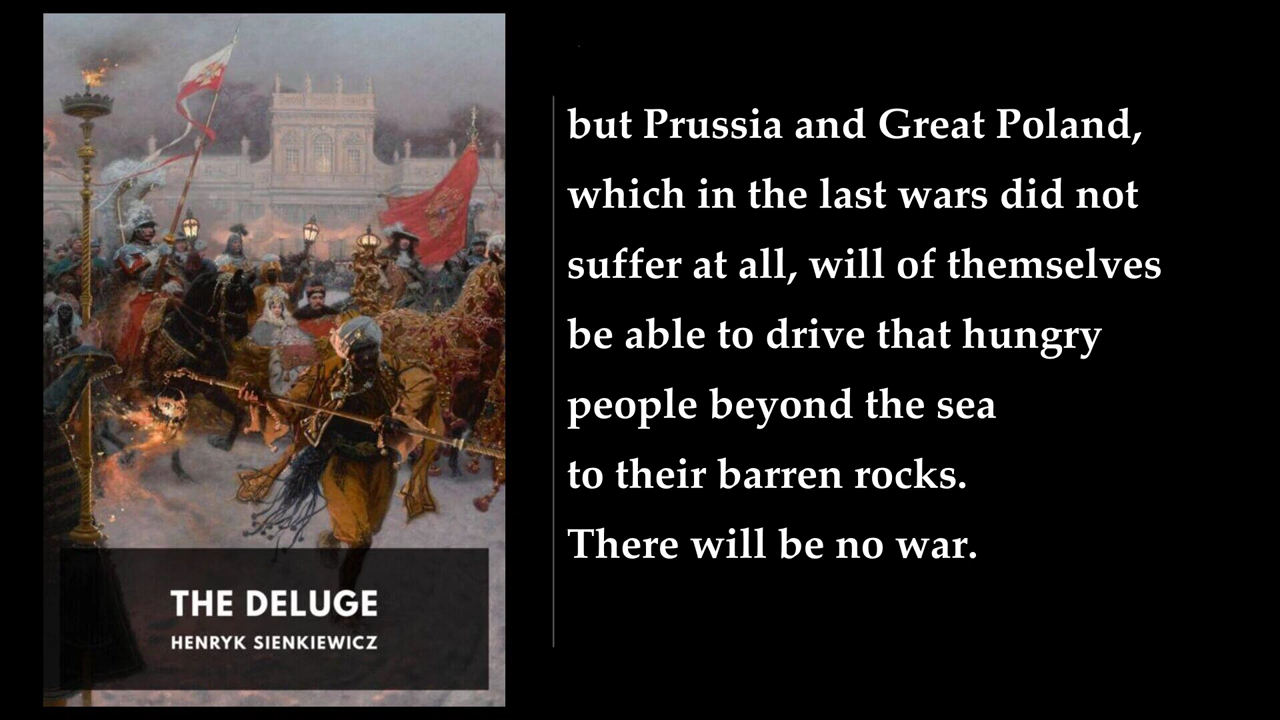 THE DELUGE
HENRYK SIENKIEWICZ
but Prussia and Great Poland,
which in the last wars did not
suffer at all, will of themselves
be able to drive that hungry
people beyond the sea
to their barren rocks.
There will be no war.